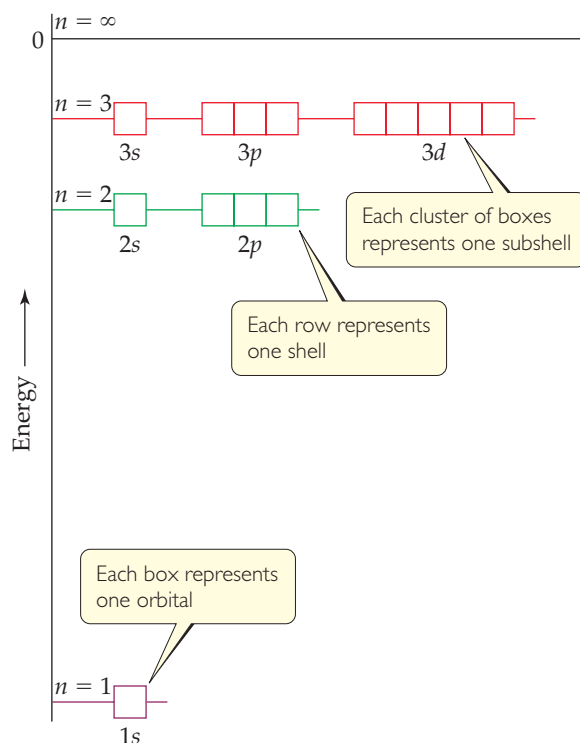 n = ∞
0
n = 3
3s 3p 3d
n = 2
Each cluster of boxes
represents one subshell
2s 2p
Each row represents
one shell
Energy
Each box represents
one orbital
n = 1
1s